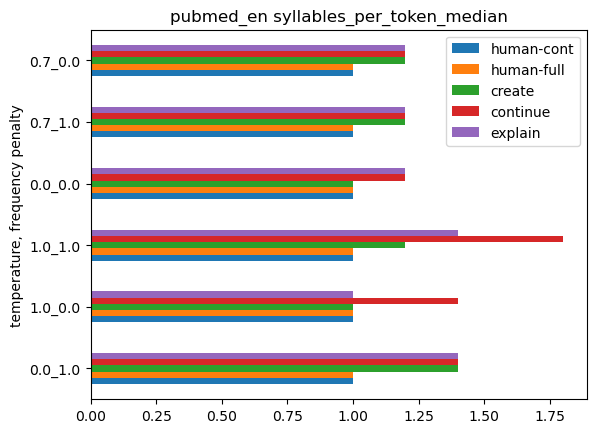 pubmed_en syllables_per_token_median
temperature, frequency penalty
0.7_0.0
0.7_1.0
0.0_0.0
1.0_1.0
1.0_0.0
0.0_1.0
human-cont
human-full
create
continue
explain
0.00 0.25 0.50 0.75 1.00 1.25 1.50 1.75